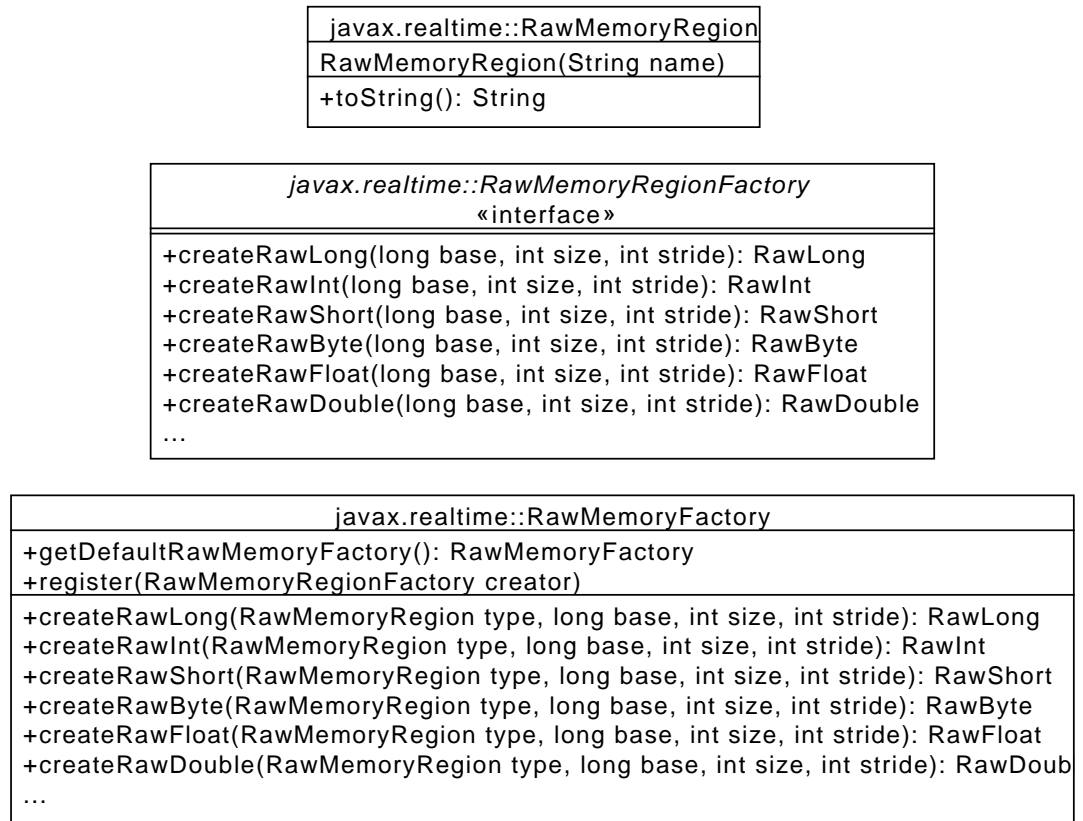 javax.realtime::RawMemoryRegion
RawMemoryRegion(String name)
+toString(): String
javax.realtime::RawMemoryRegionFactory
«interface»
+createRawLong(long base, int size, int stride): RawLong
+createRawInt(long base, int size, int stride): RawInt
+createRawShort(long base, int size, int stride): RawShort
+createRawByte(long base, int size, int stride): RawByte
+createRawFloat(long base, int size, int stride): RawFloat
+createRawDouble(long base, int size, int stride): RawDouble
...
javax.realtime::RawMemoryFactory
+getDefaultRawMemoryFactory(): RawMemoryFactory
+register(RawMemoryRegionFactory creator)
+createRawLong(RawMemoryRegion type, long base, int size, int stride): RawLong
+createRawInt(RawMemoryRegion type, long base, int size, int stride): RawInt
+createRawShort(RawMemoryRegion type, long base, int size, int stride): RawShort
+createRawByte(RawMemoryRegion type, long base, int size, int stride): RawByte
+createRawFloat(RawMemoryRegion type, long base, int size, int stride): RawFloat
+createRawDouble(RawMemoryRegion type, long base, int size, int stride): RawDoub
...